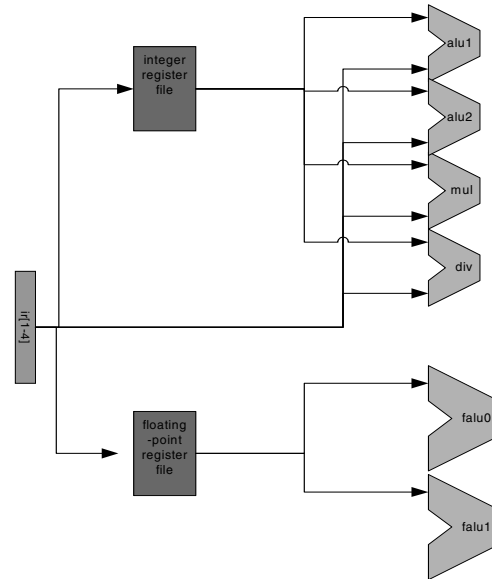 integer
register
file
alu1
alu2
mul
div
ir[1-4]
floating
-point
register
file
falu0
falu1